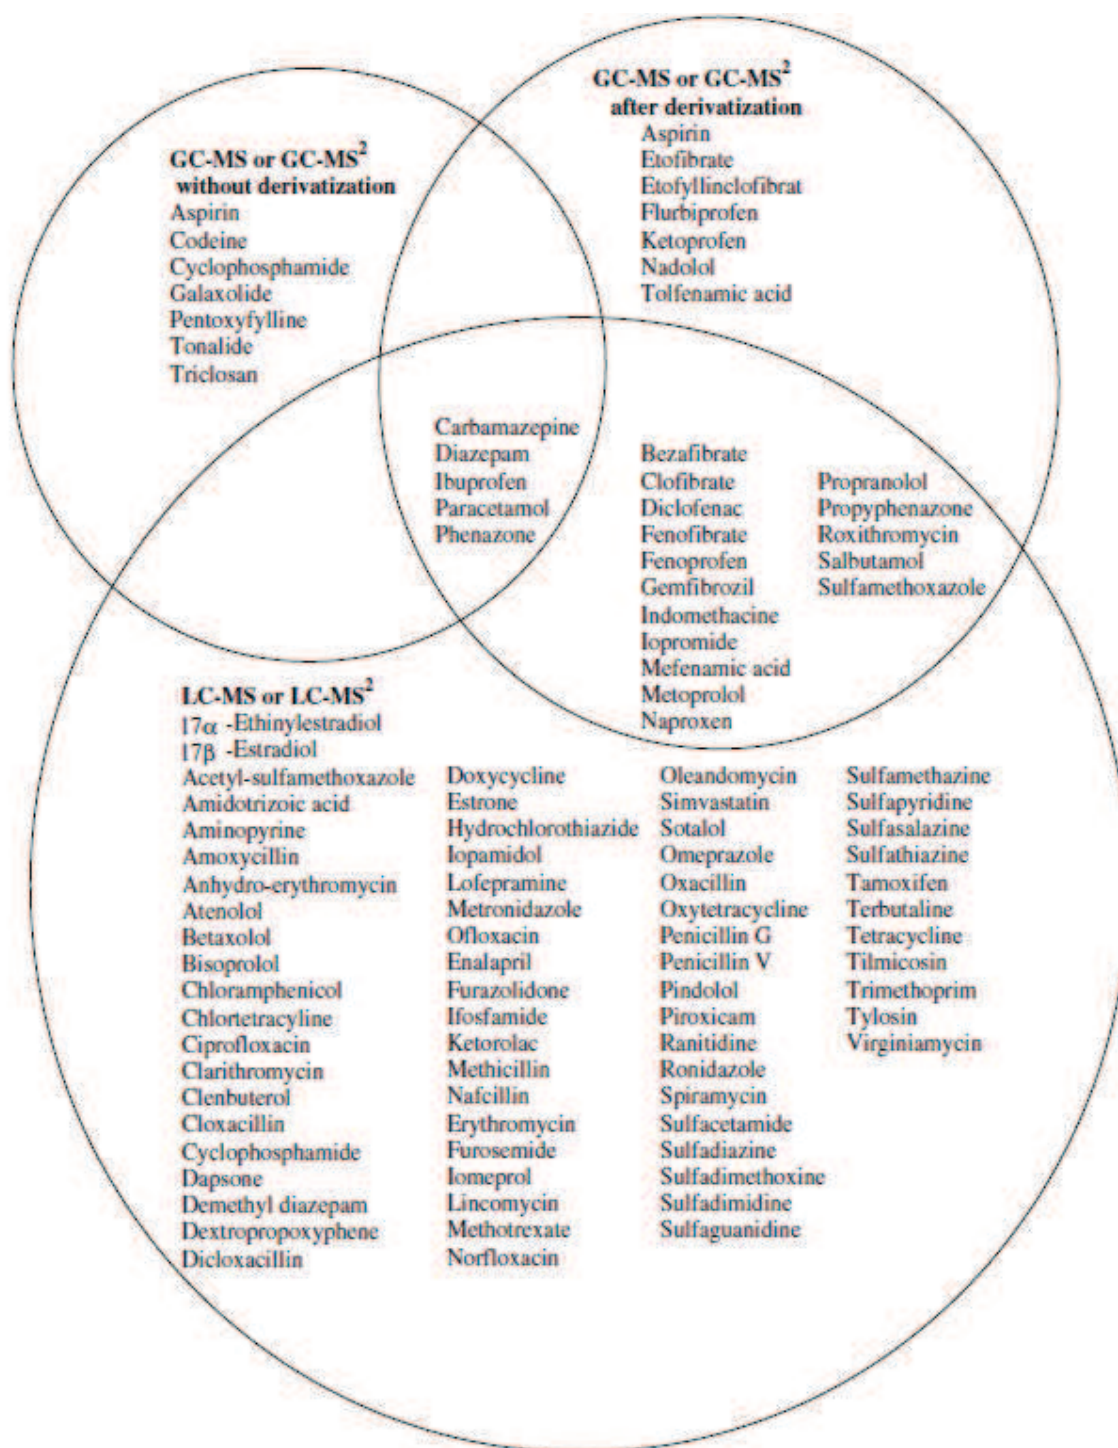 GC-MS or GC-MS²
after derivatization
Aspirin
Etofibrate
Etofyllinclofibrat
Flurbiprofen
Ketoprofen
Nadolol
Tolfenamic acid
GC-MS or GC-MS²
without derivatization
Aspirin
Codeine
Cyclophosphamide
Galaxolide
Pentoxyfylline
Tonalide
Triclosan
Carbamazepine
Diazepam
Ibuprofen
Paracetamol
Phenazone
Bezafibrate
Clofibrate
Diclofenac
Fenofibrate
Fenoprofen
Gemfibrozil
Indomethacine
Iopromide
Mefenamic acid
Metoprolol
Naproxen
Propranolol
Propyphenazone
Roxithromycin
Salbutamol
Sulfamethoxazole
LC-MS or LC-MS²
17α -Ethinylestradiol
17β -Estradiol
Acetyl-sulfamethoxazole
Amidotrizoic acid
Aminopyrine
Amoxycillin
Anhydro-erythromycin
Atenolol
Betaxolol
Bisoprolol
Chloramphenicol
Chlortetracyline
Ciprofloxacin
Clarithromycin
Clenbuterol
Cloxacillin
Cyclophosphamide
Dapsone
Demethyl diazepam
Dextropropoxyphene
Dicloxacillin
Doxycycline
Estrone
Hydrochlorothiazide
Iopamidol
Lofepramine
Metronidazole
Ofloxacin
Enalapril
Furazolidone
Ifosfamide
Ketorolac
Methicillin
Nafcillin
Erythromycin
Furosemide
Iomeprol
Lincomycin
Methotrexate
Norfloxacin
Oleandomycin
Simvastatin
Sotalol
Omeprazole
Oxacillin
Oxytetracycline
Penicillin G
Penicillin V
Pindolol
Piroxicam
Ranitidine
Ronidazole
Spiramycin
Sulfacetamide
Sulfadiazine
Sulfadimethoxine
Sulfadimidine
Sulfaguanidine
Sulfamethazine
Sulfapyridine
Sulfasalazine
Sulfathiazine
Tamoxifen
Terbutaline
Tetracycline
Tilmicosin
Trimethoprim
Tylosin
Virginiamycin